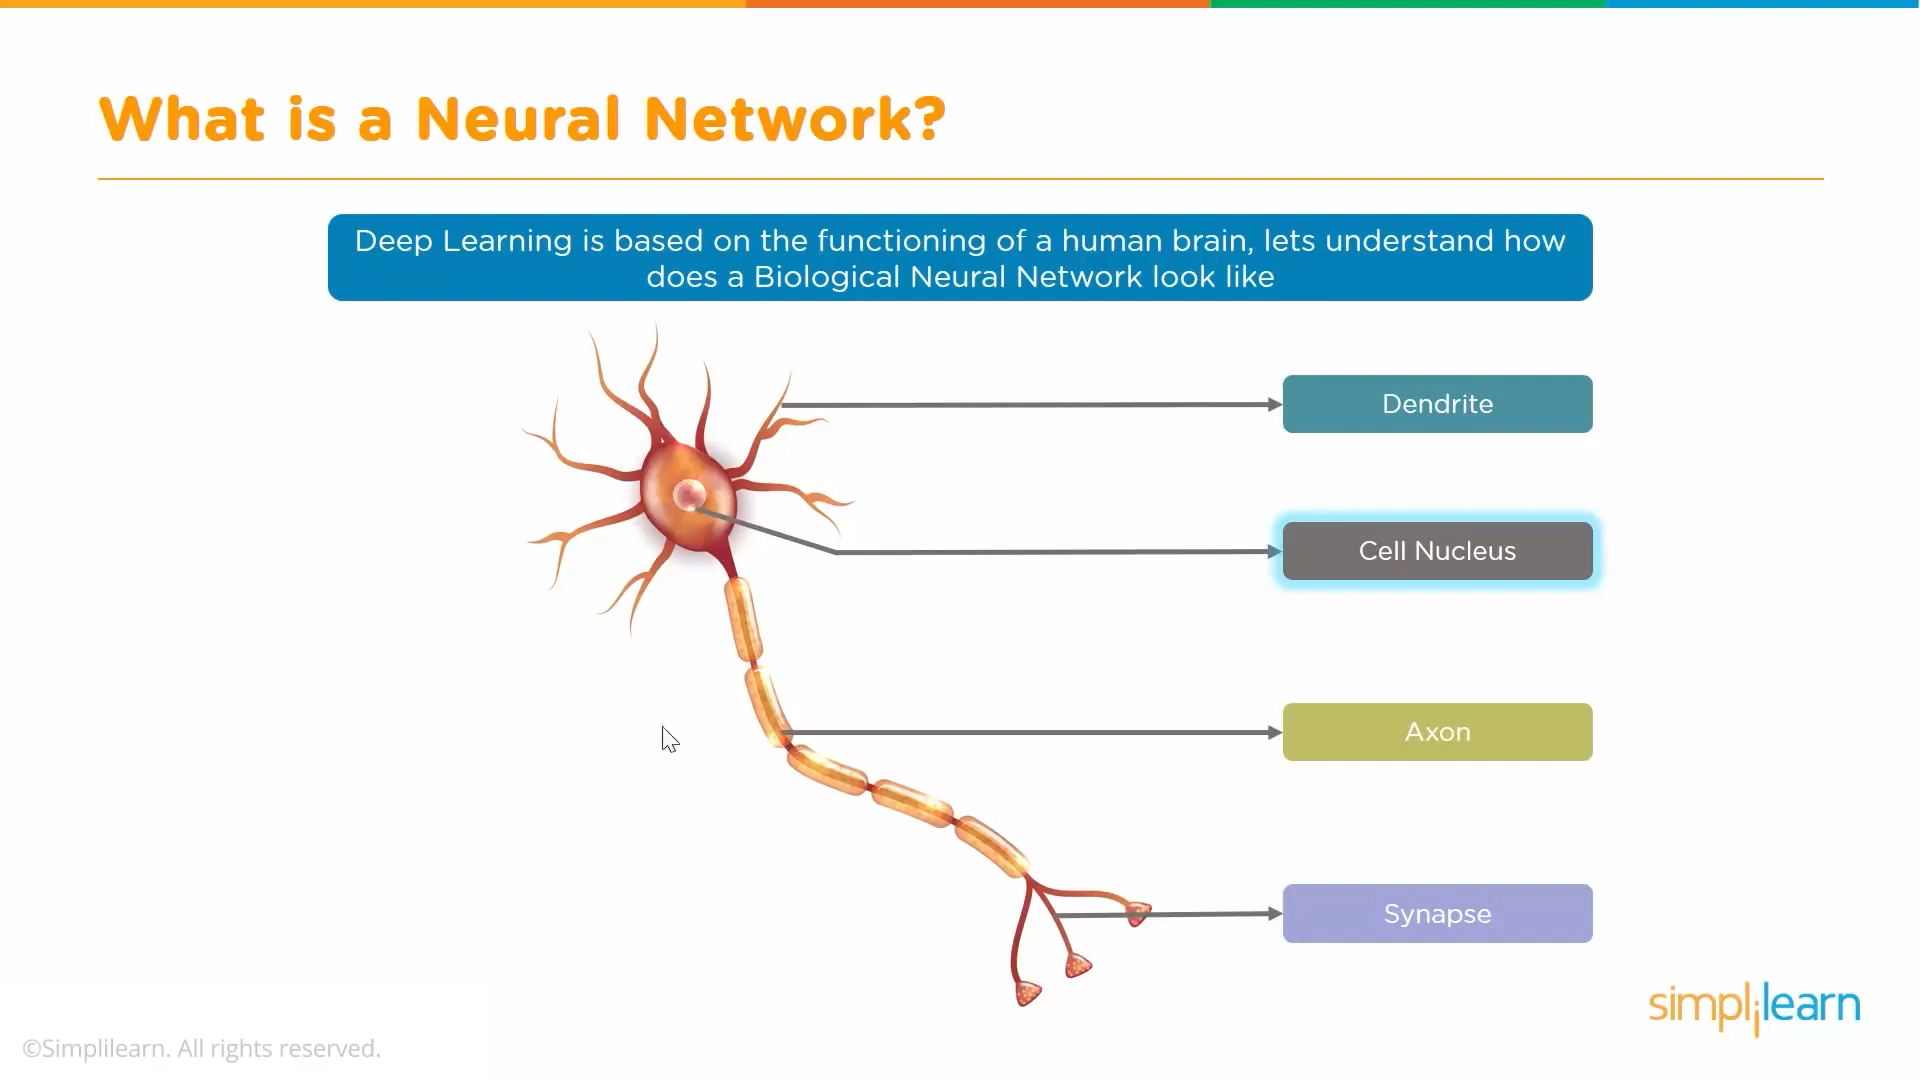 What is a Neural Network?
Deep Learning is based on the functioning of a human brain, lets understand how
does a Biological Neural Network look like
Dendrite
Cell Nucleus
Axon
Synapse
simplilearn
©Simplilearn. All rights reserved.